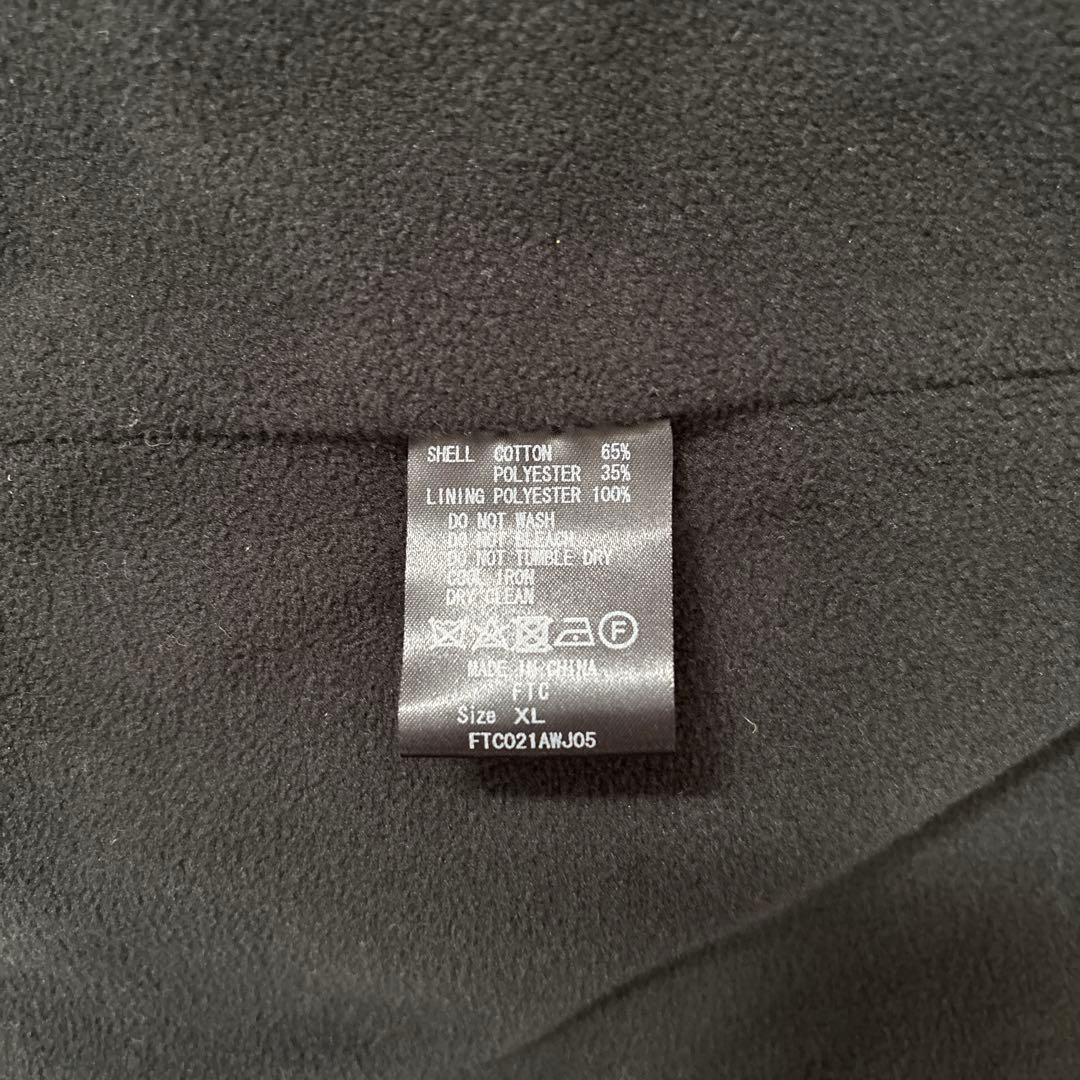 SHELL COTTON 65%
POLYESTER 35%
LINING POLYESTER 100%
DO NOT WASH
DO NOT BLEACH
DO NOT TUMBLE DRY
COOL IRON
DRY CLEAN
F
MADE IN CHINA
FTC
Size XL
FTC021AWJ05